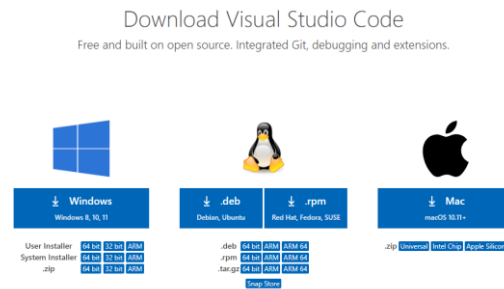 Download Visual Studio Code
Free and built on open source. Integrated Git, debugging and extensions.
Windows
Windows 8, 10, 11
User Installer 64 bit 32 bit ARM
System Installer 64 bit 32 bit ARM
.zip 64 bit 32 bit ARM
.deb
Debian, Ubuntu
.rpm
Red Hat, Fedora, SUSE
.deb 64 bit ARM ARM 64
.rpm 64 bit ARM ARM 64
.tar.gz 64 bit ARM ARM 64
Snap Store
Mac
macOS 10.11+
.zip Universal Intel Chip Apple Silicon